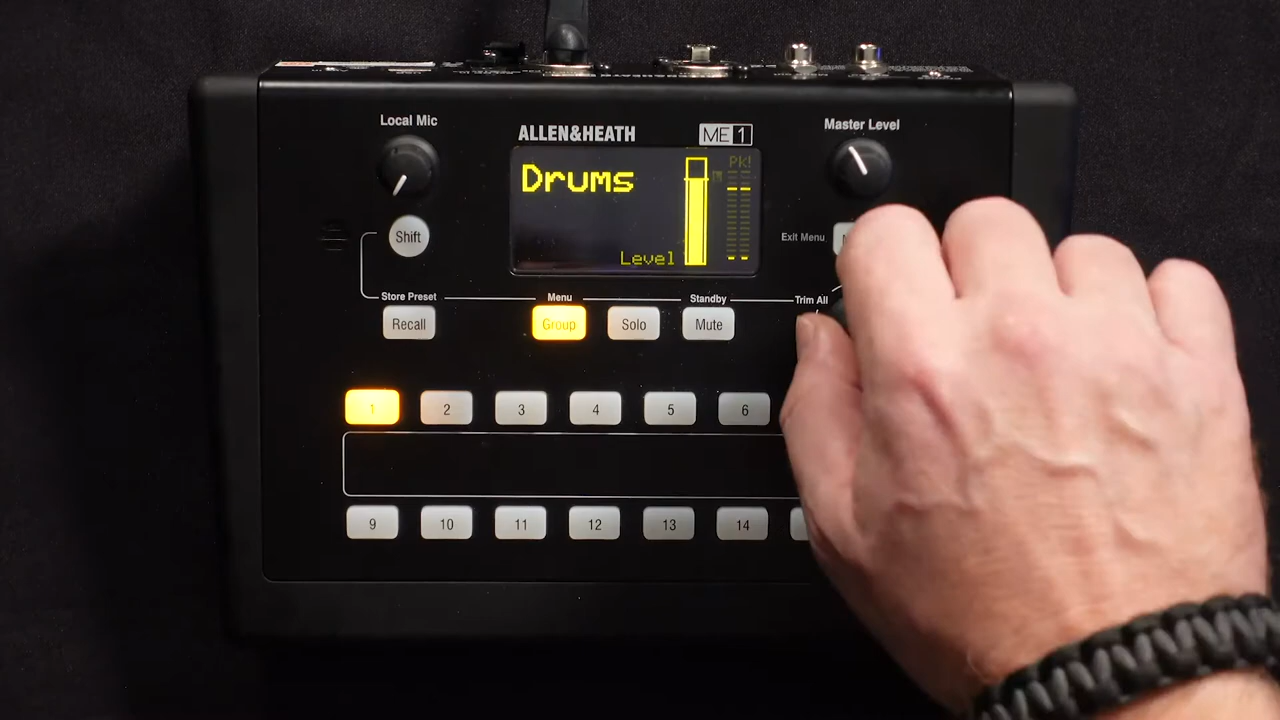 Local Mic
ALLEN&HEATH
ME 1
Master Level
Drums
Pk!
Level
Shift
Exit Menu
Store Preset
Menu
Standby
Trim All
Recall
Group
Solo
Mute
1 2 3 4 5 6
9 10 11 12 13 14